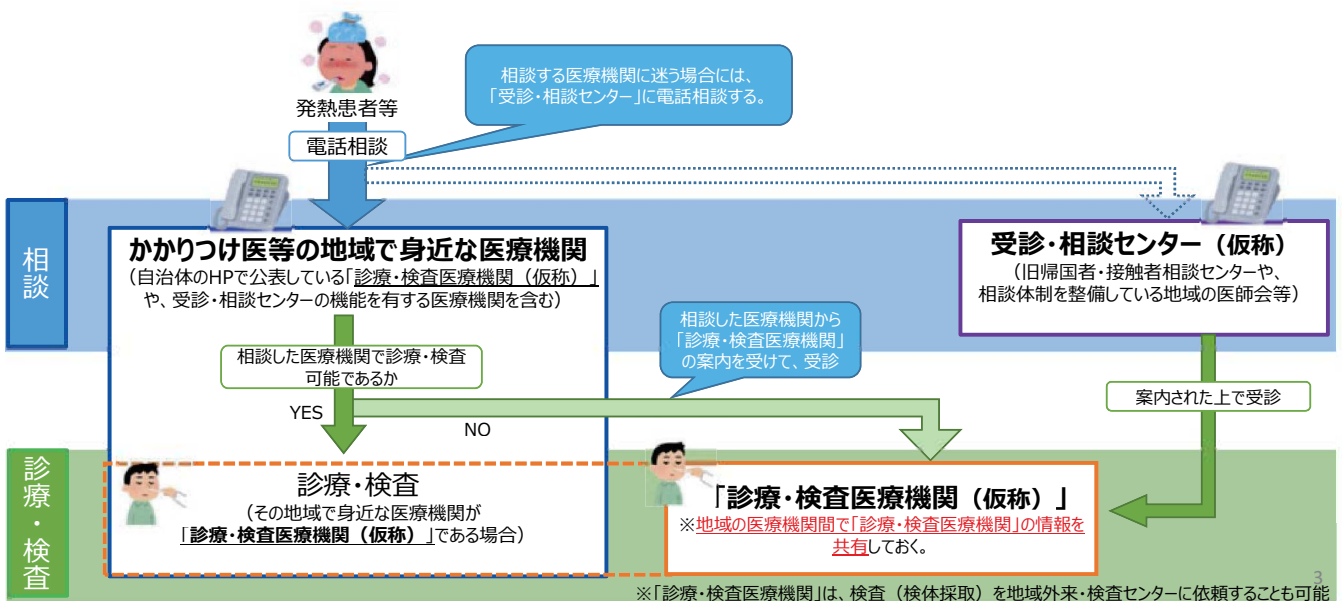 発熱患者等
電話相談
相談する医療機関に迷う場合には、
「受診・相談センター」に電話相談する。
相談
かかりつけ医等の地域で身近な医療機関
（自治体のHPで公表している「診療・検査医療機関（仮称）」
や、受診・相談センターの機能を有する医療機関を含む）
受診・相談センター（仮称）
（旧帰国者・接触者相談センターや、
相談体制を整備している地域の医師会等）
相談した医療機関で診療・検査
可能であるか
相談した医療機関から
「診療・検査医療機関」
の案内を受けて、受診
案内された上で受診
YES
NO
診療・検査
診療・検査
（その地域で身近な医療機関が
「診療・検査医療機関（仮称）」である場合）
「診療・検査医療機関（仮称）」
※地域の医療機関間で「診療・検査医療機関」の情報を
共有しておく。
3
※「診療・検査医療機関」は、検査（検体採取）を地域外来・検査センターに依頼することも可能